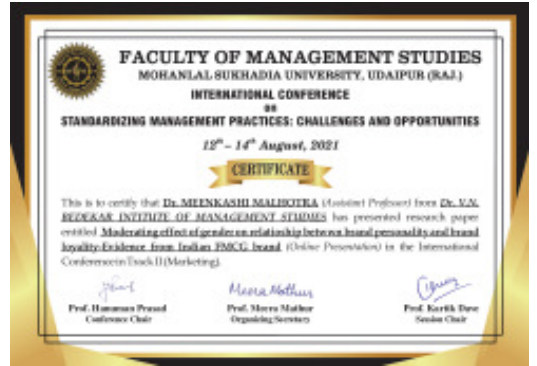 FACULTY OF MANAGEMENT STUDIES
MOHANLAL SUKHADIA UNIVERSITY, UDAIPUR (RAJ.)
INTERNATIONAL CONFERENCE
on
STANDARDIZING MANAGEMENT PRACTICES: CHALLENGES AND OPPORTUNITIES
12th – 14th August, 2021
CERTIFICATE
This is to certify that Dr. MEENKASHI MALHOTRA (Assistant Professor) from Dr. V.N.
BEDEKAR INTITUTE OF MANAGEMENT STUDIES has presented research paper
entitled Moderating effect of gender on relationship between brand personality and brand
loyality-Evidence from Indian FMCG brand (Online Presentation) in the International
Conference in Track II (Marketing).
Meera Mathur
Prof. Hanuman Prasad Prof. Meera Mathur Prof. Kartik Dave
Conference Chair Organizing Secretary Session Chair